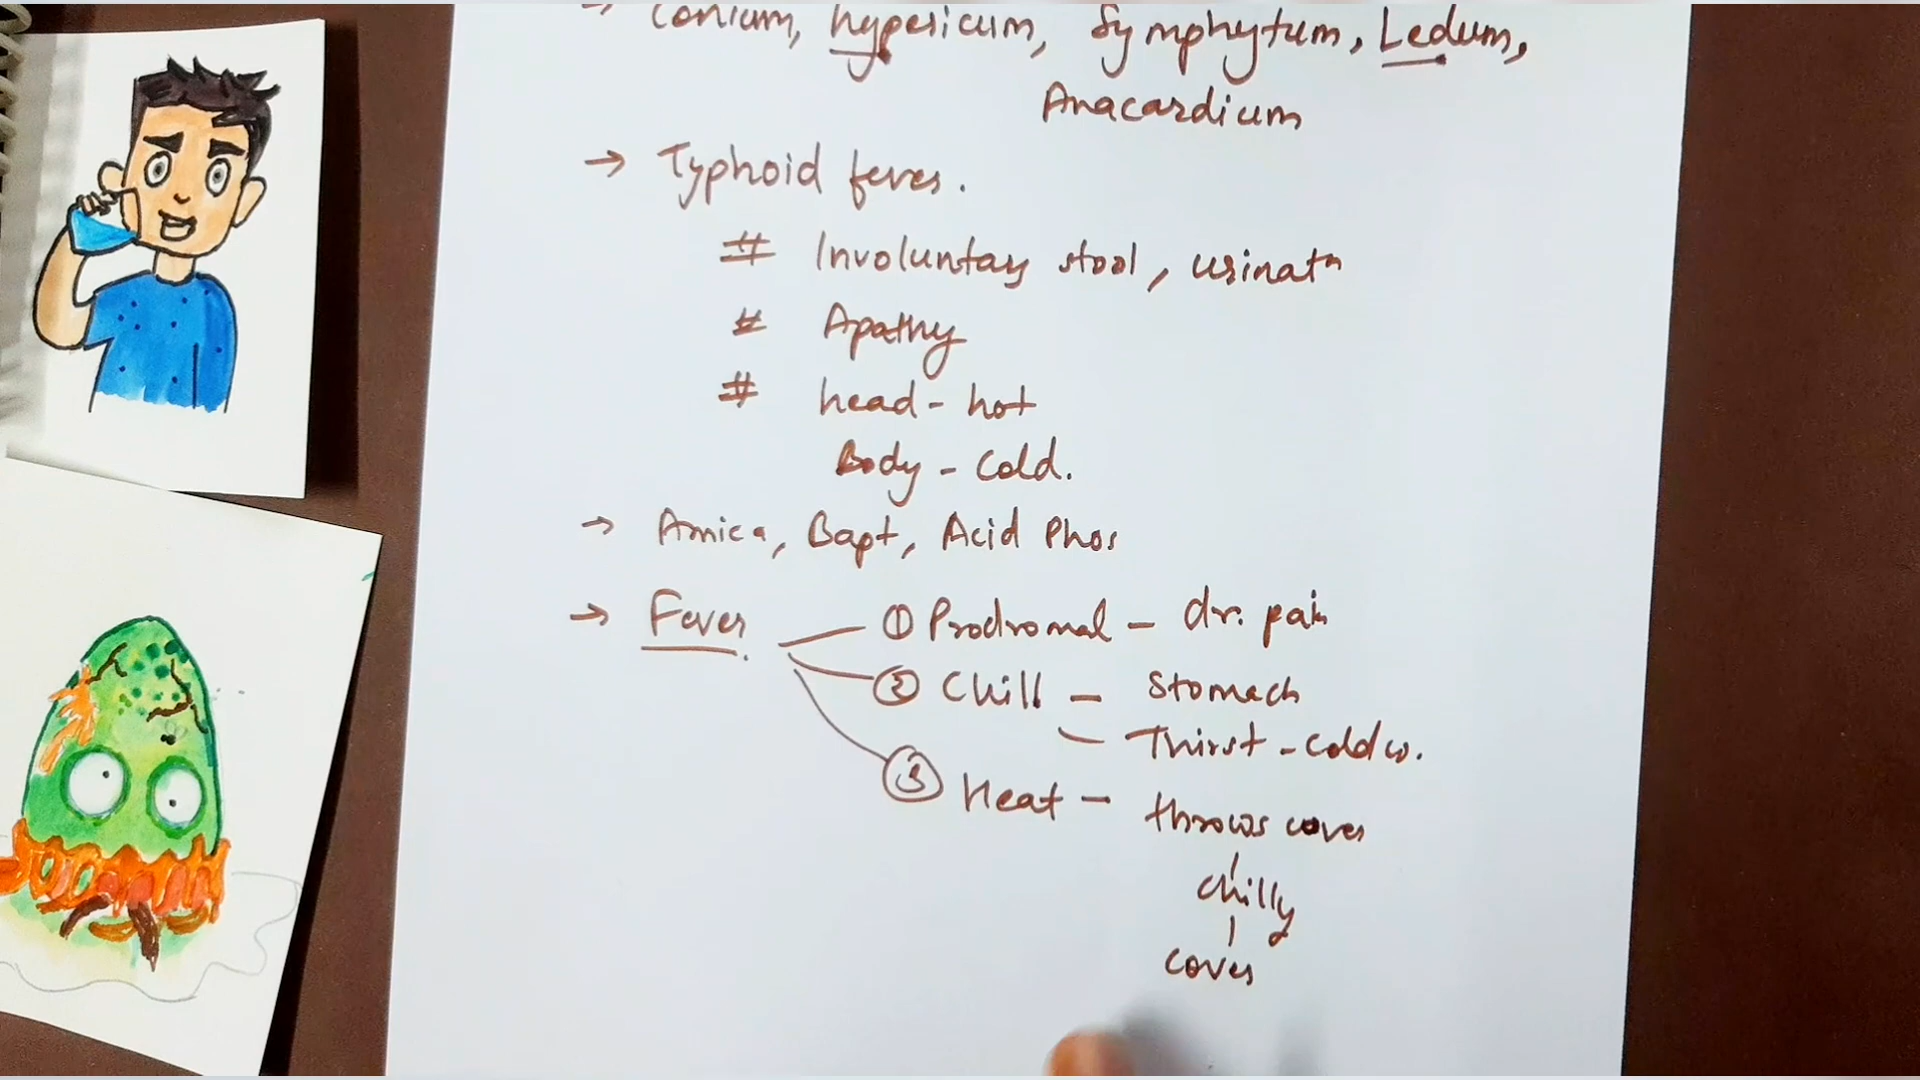 → Conium, hypericum, Symphytum, Ledum,
Anacardium
→ Typhoid fever.
# Involuntary stool, urinatn
# Apathy
# head - hot
Body - Cold.
→ Arnica, Bapt, Acid Phos
→ Fever
① Prodromal - dr. pain
② Chill - Stomach
- Thirst - cold w.
③ Heat - throws cover
chilly
cover